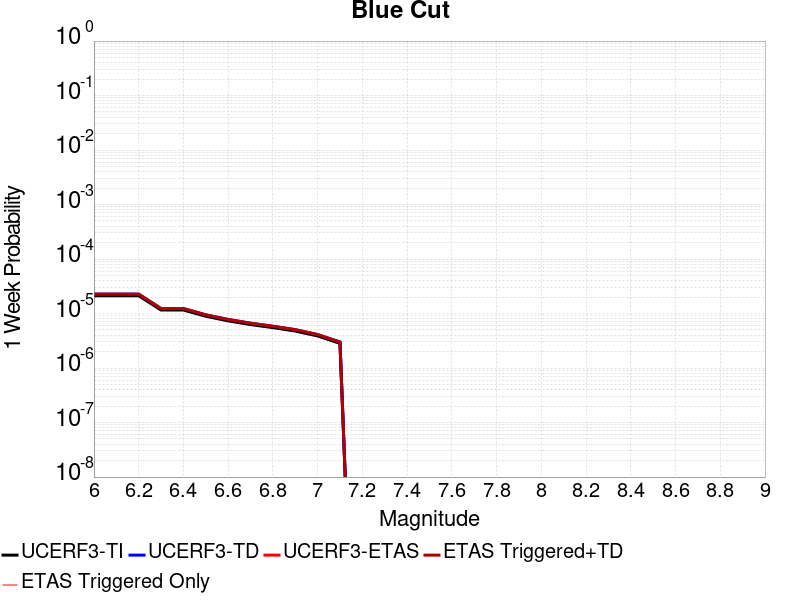 Blue Cut
10^0
10^-1
10^-2
10^-3
10^-4
10^-5
10^-6
10^-7
10^-8
1 Week Probability
6 6.2 6.4 6.6 6.8 7 7.2 7.4 7.6 7.8 8 8.2 8.4 8.6 8.8 9
Magnitude
UCERF3-TI UCERF3-TD UCERF3-ETAS ETAS Triggered+TD
ETAS Triggered Only